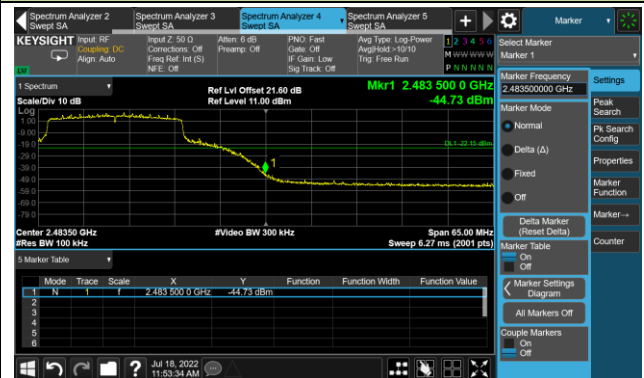 Spectrum Analyzer 2 Swept SA
Spectrum Analyzer 3 Swept SA
Spectrum Analyzer 4 Swept SA
Spectrum Analyzer 5 Swept SA
Marker
KEYSIGHT
Input: RF
Coupling: DC
Align: Auto
Input Z: 50 Ω
Corrections: Off
Freq Ref: Int (S)
NFE: Off
Atten: 6 dB
Preamp: Off
PNO: Fast
Gate: Off
IF Gain: Low
Sig Track: Off
Avg Type: Log-Power
Avg|Hold:>10/10
Trig: Free Run
1 2 3 4 5 6
M W W W W W
P N N N N N
Select Marker
Marker 1
1 Spectrum
Scale/Div 10 dB
Ref Lvl Offset 21.60 dB
Ref Level 11.00 dBm
Mkr1 2.483 500 0 GHz
-44.73 dBm
Log
1.00
-9.00
-19.0
-29.0
-39.0
-49.0
-59.0
-69.0
-79.0
DL1 -22.15 dBm
1
Center 2.48350 GHz
#Res BW 100 kHz
#Video BW 300 kHz
Span 65.00 MHz
Sweep 6.27 ms (2001 pts)
5 Marker Table
Mode Trace Scale X Y Function Function Width Function Value
1 N 1 f 2.483 500 0 GHz -44.73 dBm
2
3
4
5
6
Marker Frequency
2.483500000 GHz
Marker Mode
Normal
Delta (Δ)
Fixed
Off
Delta Marker
(Reset Delta)
Marker Table
On
Off
Marker Settings
Diagram
All Markers Off
Couple Markers
On
Off
Settings
Peak
Search
Pk Search
Config
Properties
Marker
Function
Marker→
Counter
Jul 18, 2022
11:53:34 AM